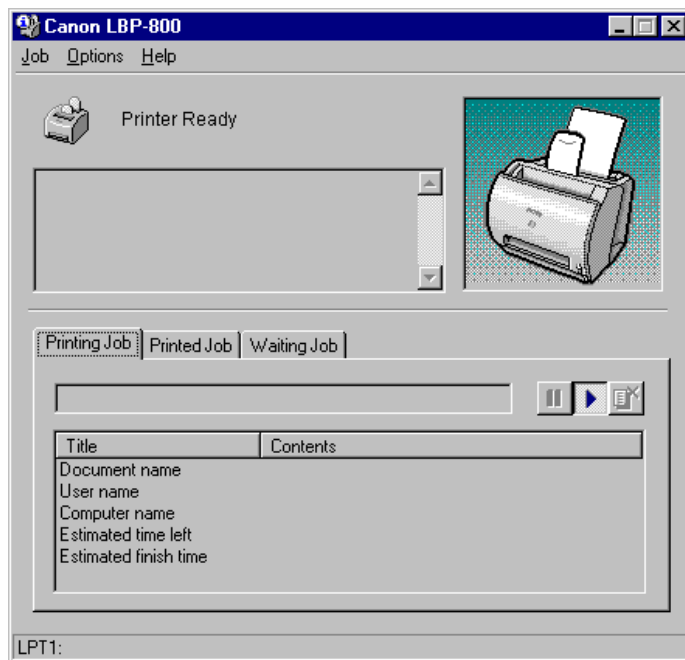 Canon LBP-800
Job Options Help
Printer Ready
Printing Job Printed Job Waiting Job
Title Contents
Document name
User name
Computer name
Estimated time left
Estimated finish time
LPT1: